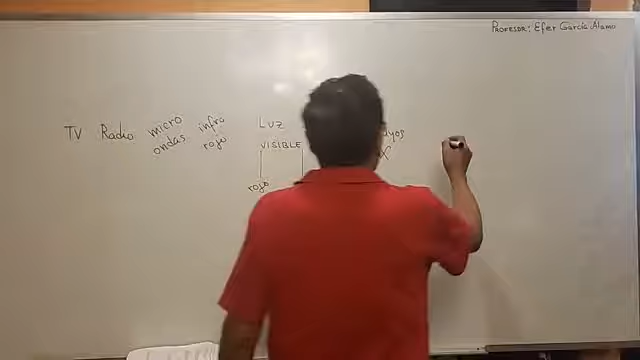 PROFESOR: Efer García Alamo
TV Radio micro ondas infra rojo LUZ VISIBLE
rojo